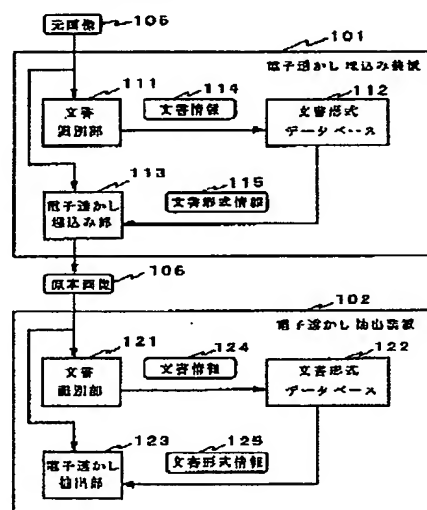 元画像
105
101
電子透かし埋込み装置
111
114
112
文書
識別部
文書情報
文書形式
データベース
113
115
電子透かし
埋込み部
文書形式情報
106
原本画像
102
電子透かし抽出装置
121
124
122
文書
識別部
文書情報
文書形式
データベース
123
125
電子透かし
抽出部
文書形式情報